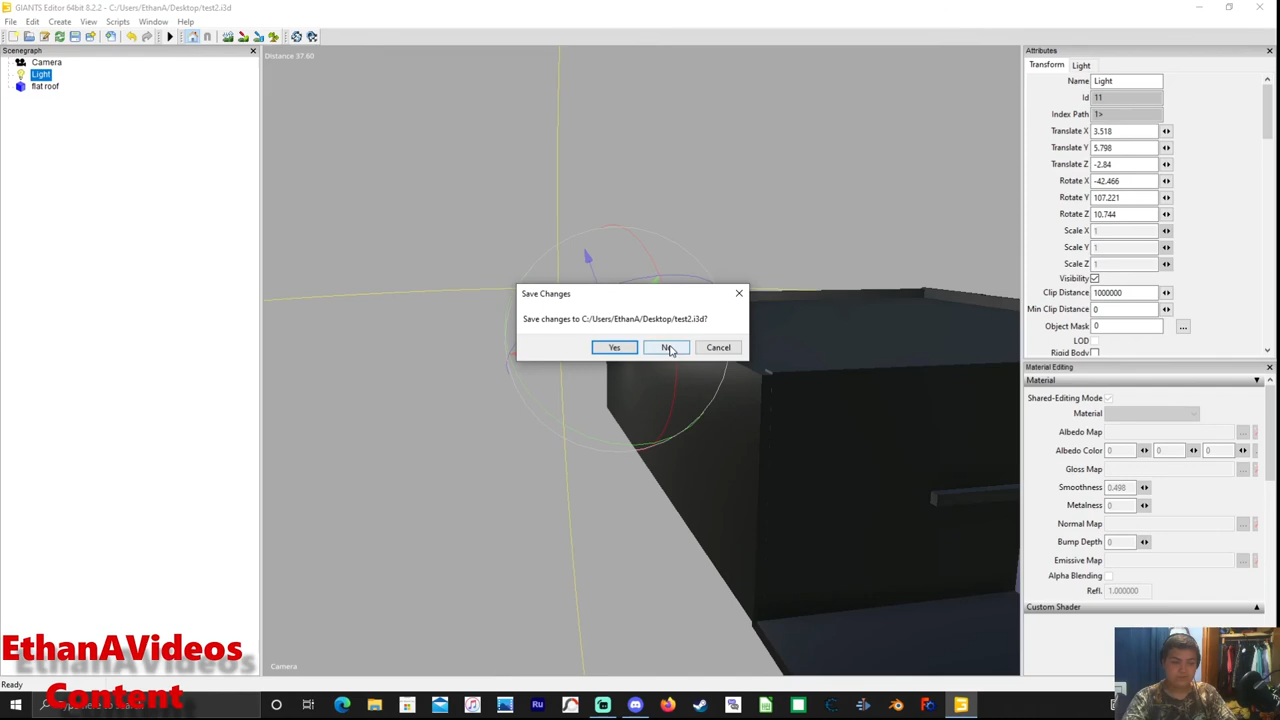 GIANTS Editor 64bit 8.2.2 - C:/Users/EthanA/Desktop/test2.i3d
File Edit Create View Scripts Window Help
Scenegraph
Camera
Light
flat roof
Distance 37.60
Camera
Save Changes
Save changes to C:/Users/EthanA/Desktop/test2.i3d?
Yes No Cancel
Attributes
Transform Light
Name Light
Id 11
Index Path 1>
Translate X 3.518
Translate Y 5.798
Translate Z -2.84
Rotate X -42.466
Rotate Y 107.221
Rotate Z 10.744
Scale X 1
Scale Y 1
Scale Z 1
Visibility
Clip Distance 1000000
Min Clip Distance 0
Object Mask 0 ...
LOD
Rigid Body
Material Editing
Material
Shared-Editing Mode
Material
Albedo Map ...
Albedo Color 0 0 0
Gloss Map ...
Smoothness 0.498
Metalness 0
Normal Map ...
Bump Depth 0
Emissive Map ...
Alpha Blending
Refl. 1.000000
Custom Shader
Ready
EthanAVideos
Content